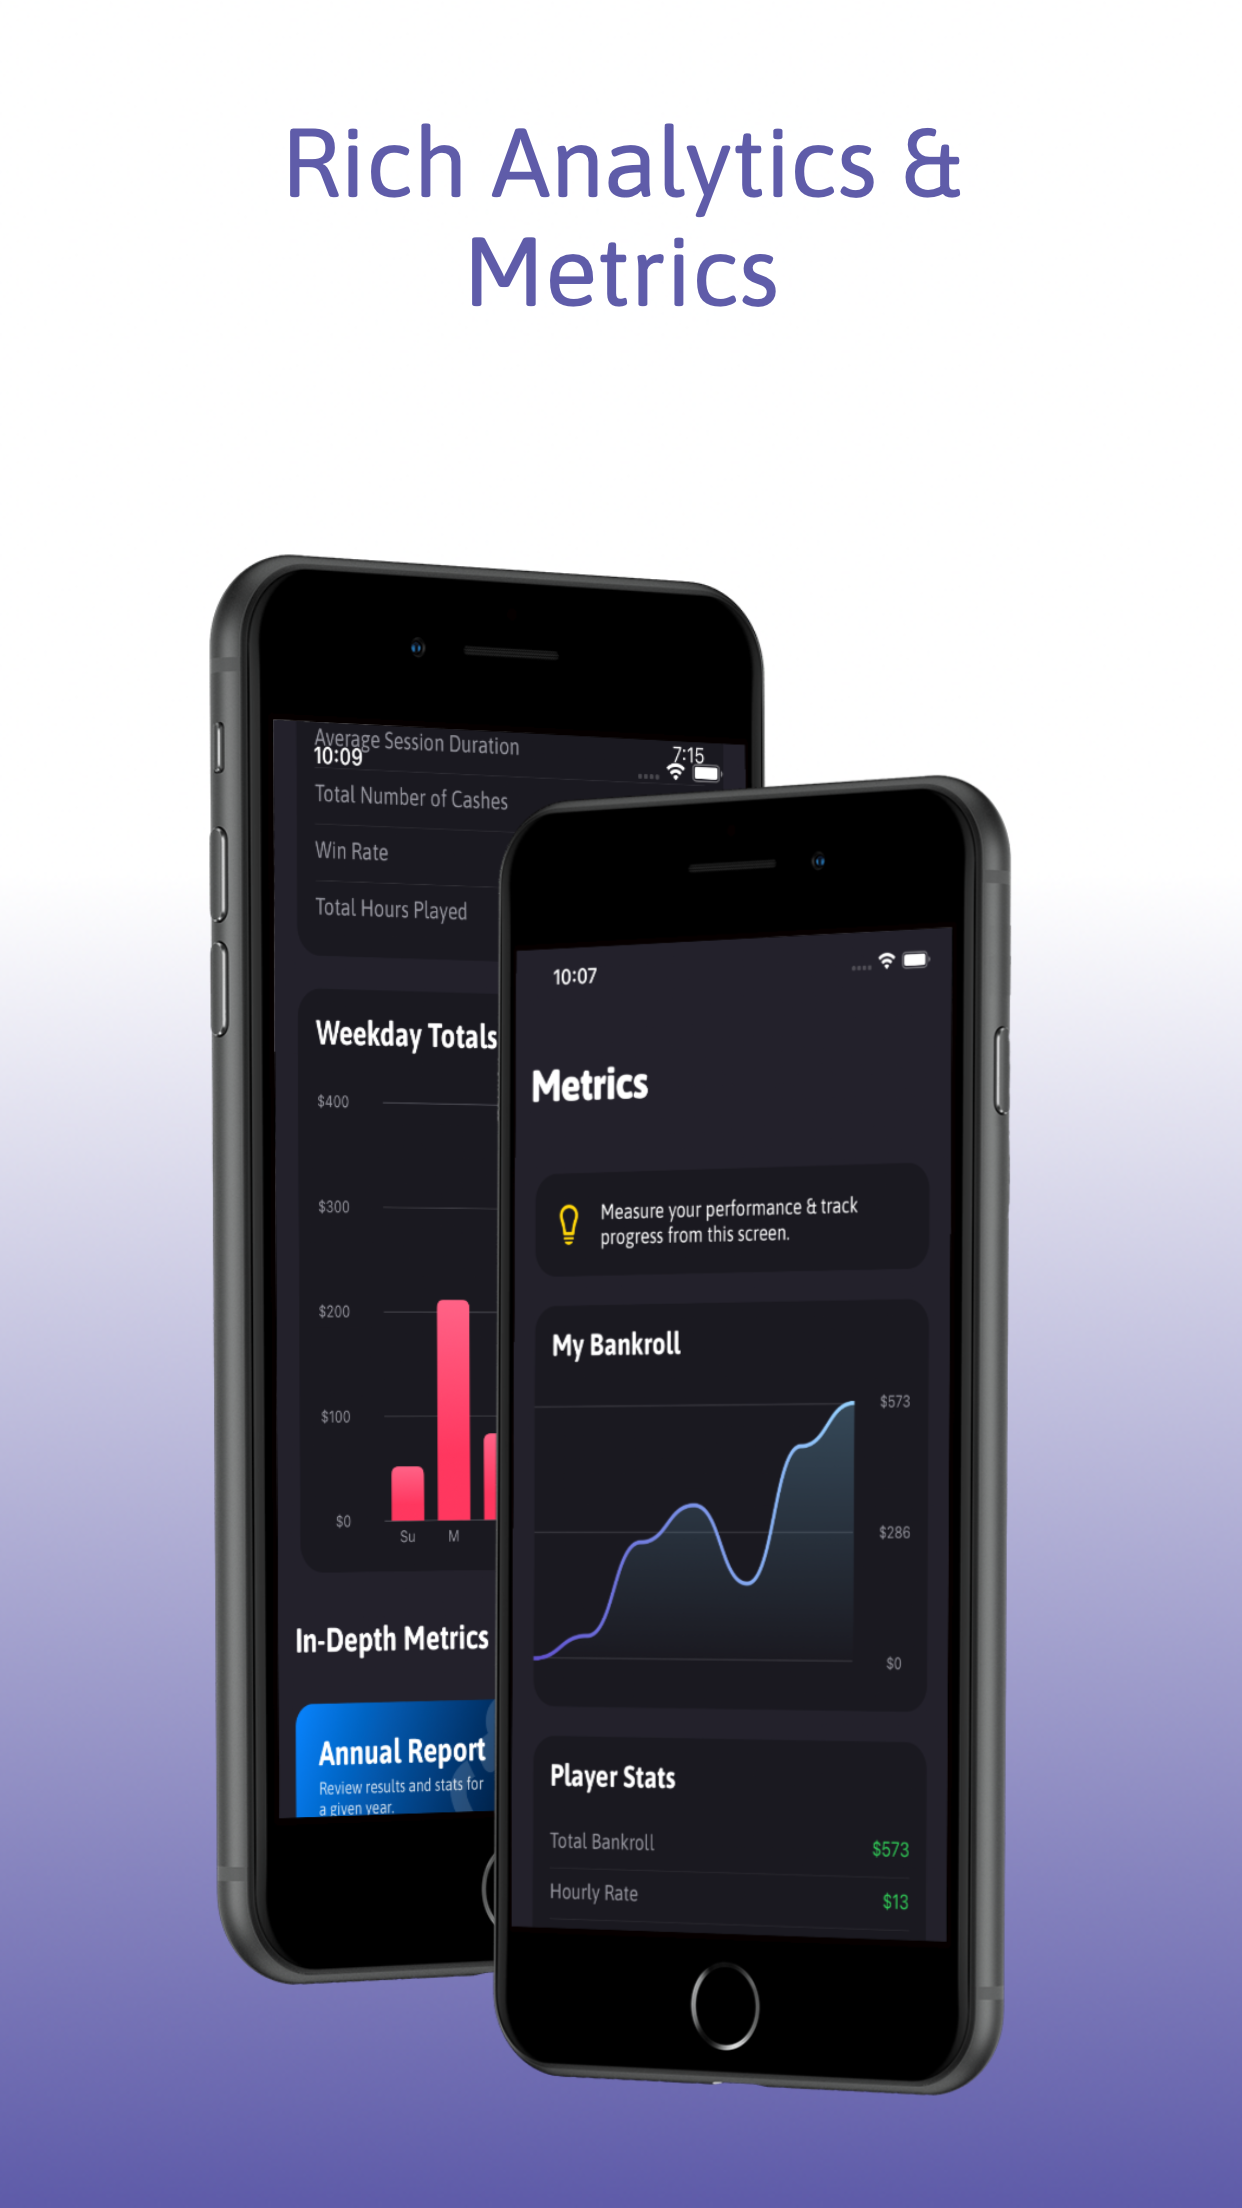 Rich Analytics &
Metrics
Average Session Duration
7:15
10:09
Total Number of Cashes
Win Rate
Total Hours Played
Weekday Totals
$400
$300
$200
$100
$0
Su M
In-Depth Metrics
Annual Report
Review results and stats for
a given year.
10:07
Metrics
Measure your performance & track
progress from this screen.
My Bankroll
$573
$286
$0
Player Stats
Total Bankroll $573
Hourly Rate $13